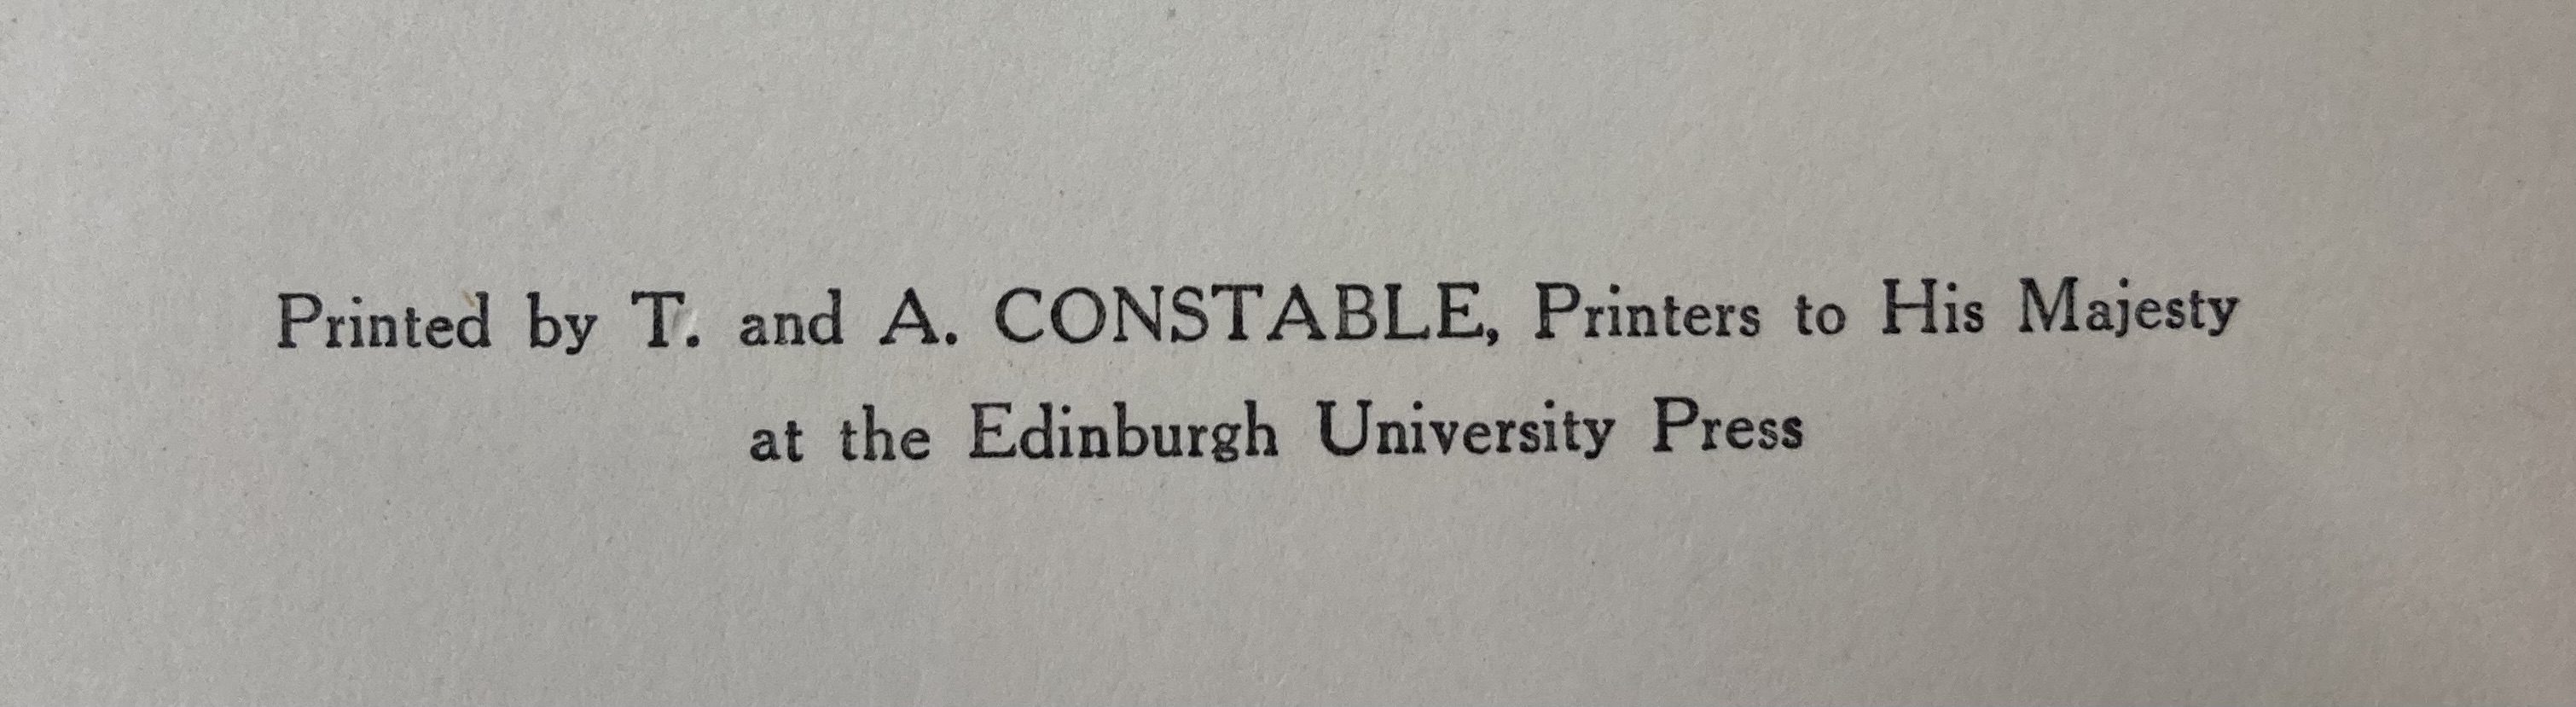 Printed by T. and A. CONSTABLE, Printers to His Majesty
at the Edinburgh University Press